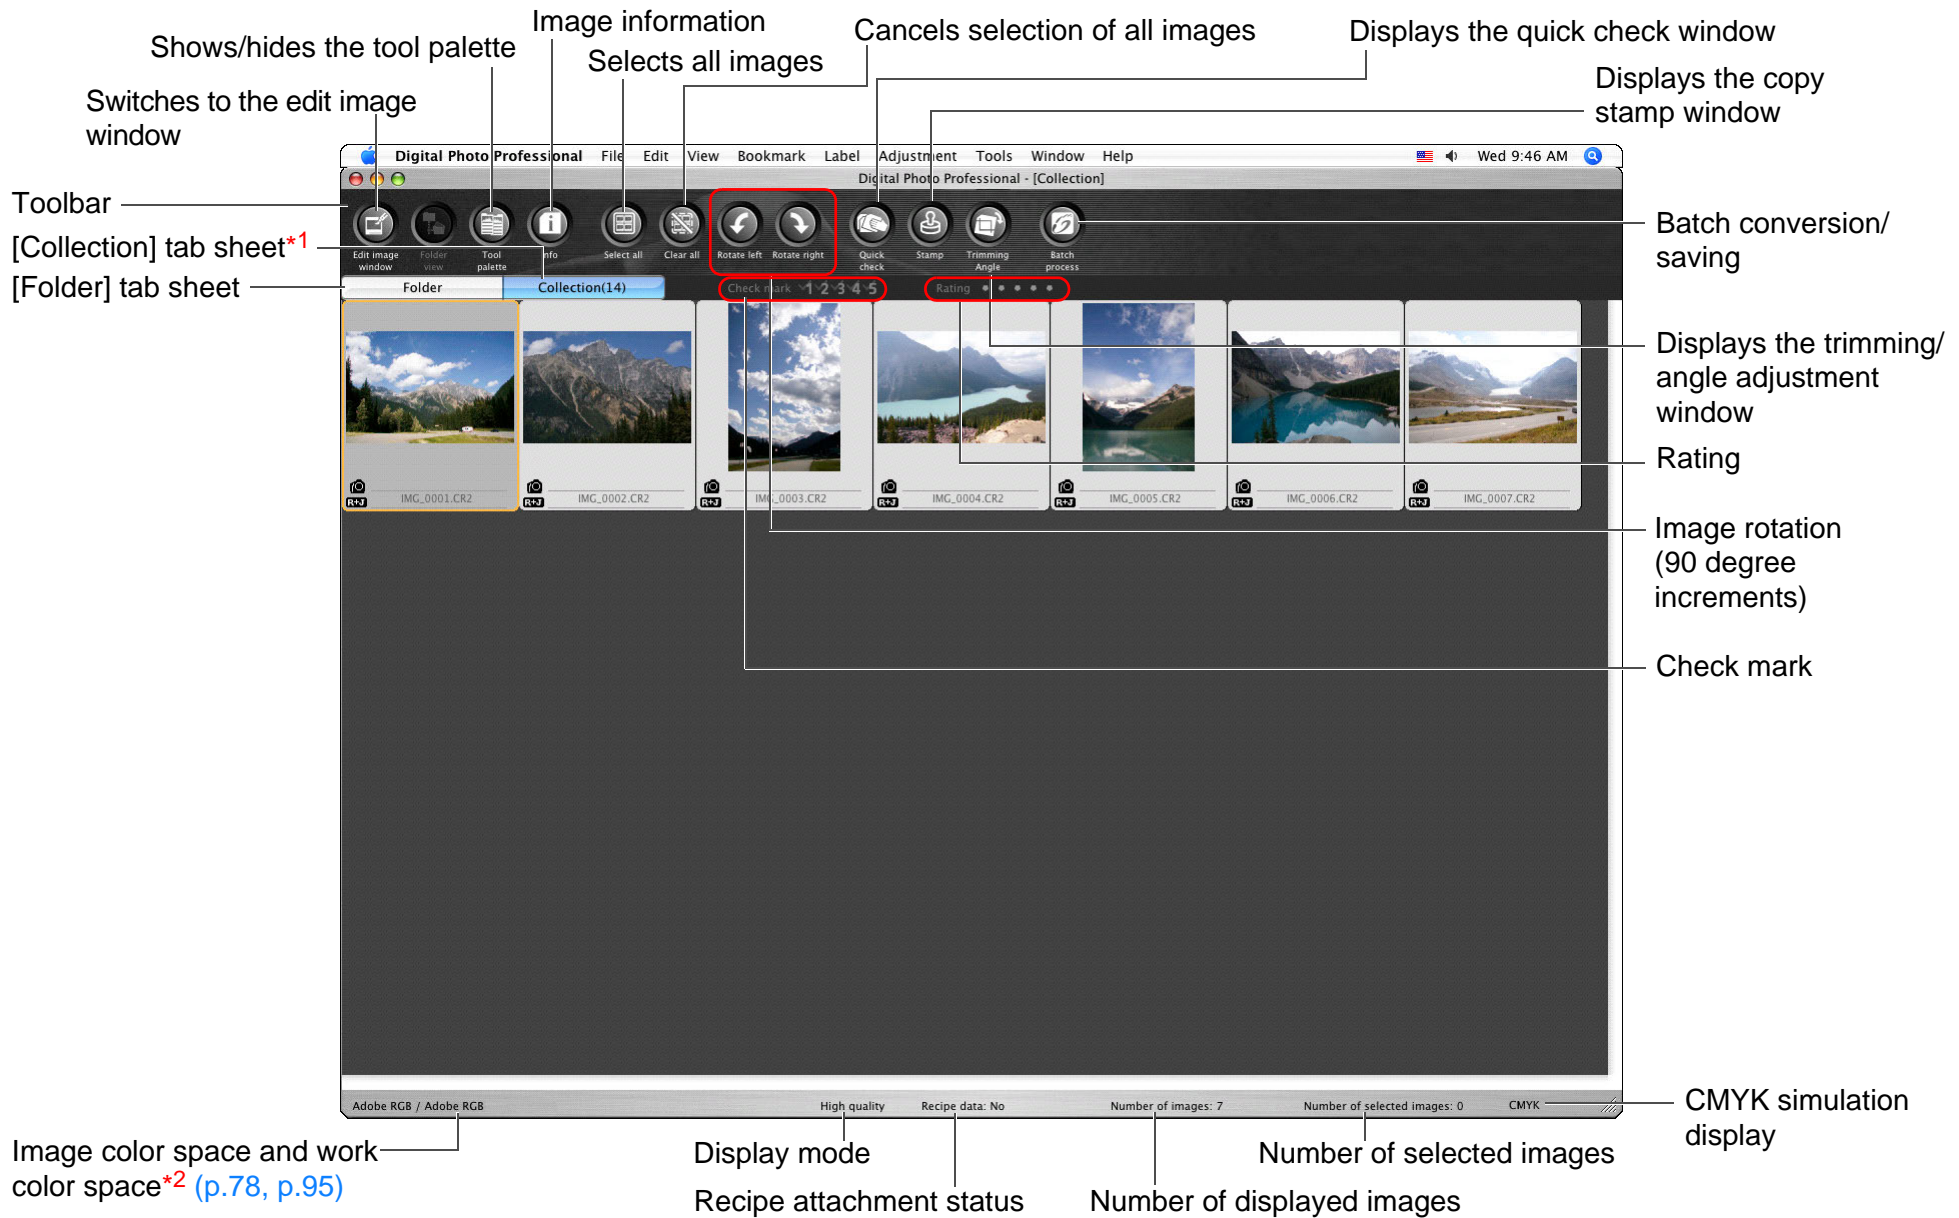 Image information
Cancels selection of all images
Displays the quick check window
Shows/hides the tool palette
Selects all images
Displays the copy
stamp window
Switches to the edit image
window
Digital Photo Professional File Edit View Bookmark Label Adjustment Tools Window Help
Wed 9:46 AM
Digital Photo Professional - [Collection]
Toolbar
[Collection] tab sheet*1
[Folder] tab sheet
Edit image
window
Folder
view
Tool
palette
Info
Select all
Clear all
Rotate left
Rotate right
Quick
check
Stamp
Trimming
Angle
Batch
process
Batch conversion/
saving
Folder
Collection(14)
Check mark 1 2 3 4 5
Rating
Displays the trimming/
angle adjustment
window
Rating
R+J IMG_0001.CR2
R+J IMG_0002.CR2
R+J IMG_0003.CR2
R+J IMG_0004.CR2
R+J IMG_0005.CR2
R+J IMG_0006.CR2
R+J IMG_0007.CR2
Image rotation
(90 degree
increments)
Check mark
Adobe RGB / Adobe RGB
High quality
Recipe data: No
Number of images: 7
Number of selected images: 0
CMYK
CMYK simulation
display
Image color space and work
color space*2 (p.78, p.95)
Display mode
Number of selected images
Recipe attachment status
Number of displayed images